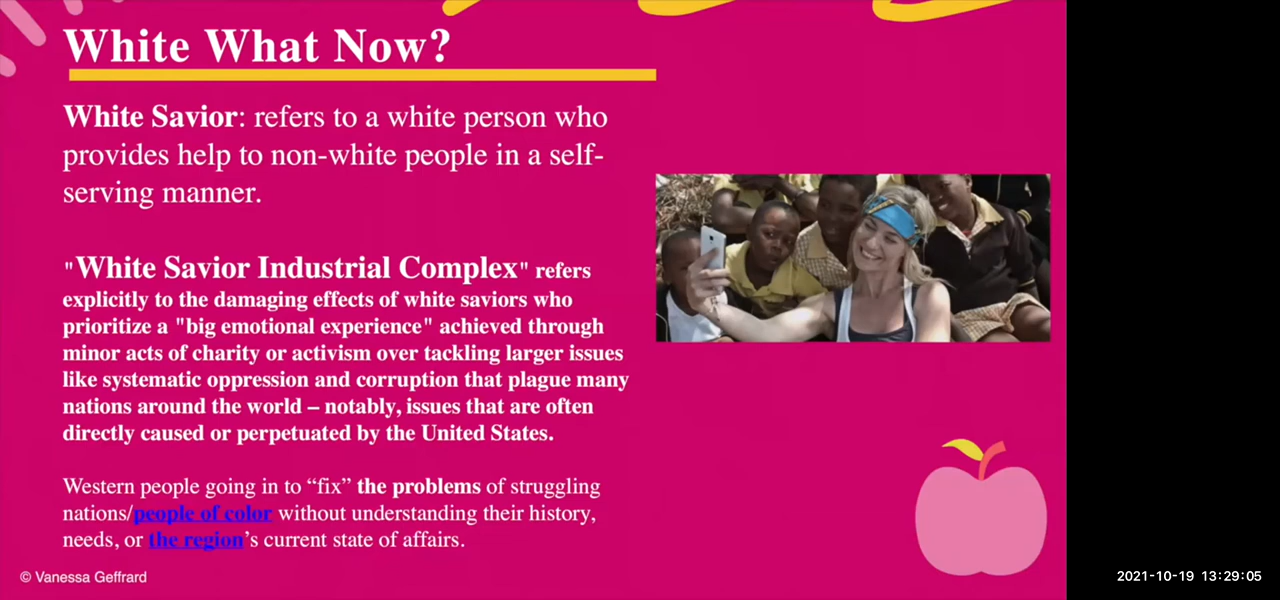 White What Now?
White Savior: refers to a white person who
provides help to non-white people in a self-
serving manner.
"White Savior Industrial Complex" refers
explicitly to the damaging effects of white saviors who
prioritize a "big emotional experience" achieved through
minor acts of charity or activism over tackling larger issues
like systematic oppression and corruption that plague many
nations around the world – notably, issues that are often
directly caused or perpetuated by the United States.
Western people going in to “fix” the problems of struggling
nations/people of color without understanding their history,
needs, or the region’s current state of affairs.
© Vanessa Geffrard
2021-10-19 13:29:05